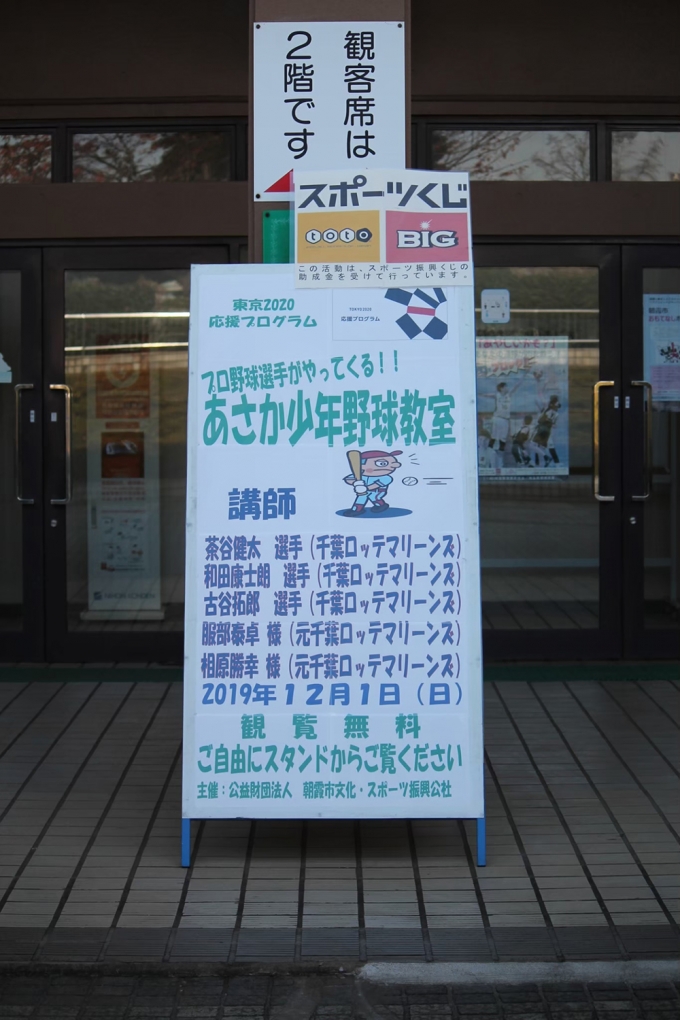 観客席は
2階です
スポーツくじ
toto
BIG
この活動は、スポーツ振興くじの
助成金を受けて行っています。
東京2020
応援プログラム
TOKYO 2020
応援プログラム
プロ野球選手がやってくる!!
あさか少年野球教室
講師
茶谷健太 選手(千葉ロッテマリーンズ)
和田康士朗 選手(千葉ロッテマリーンズ)
古谷拓郎 選手(千葉ロッテマリーンズ)
服部泰卓 様(元千葉ロッテマリーンズ)
相原勝幸 様(元千葉ロッテマリーンズ)
2019年12月1日(日)
観覧無料
ご自由にスタンドからご覧ください
主催:公益財団法人 朝霞市文化・スポーツ振興公社